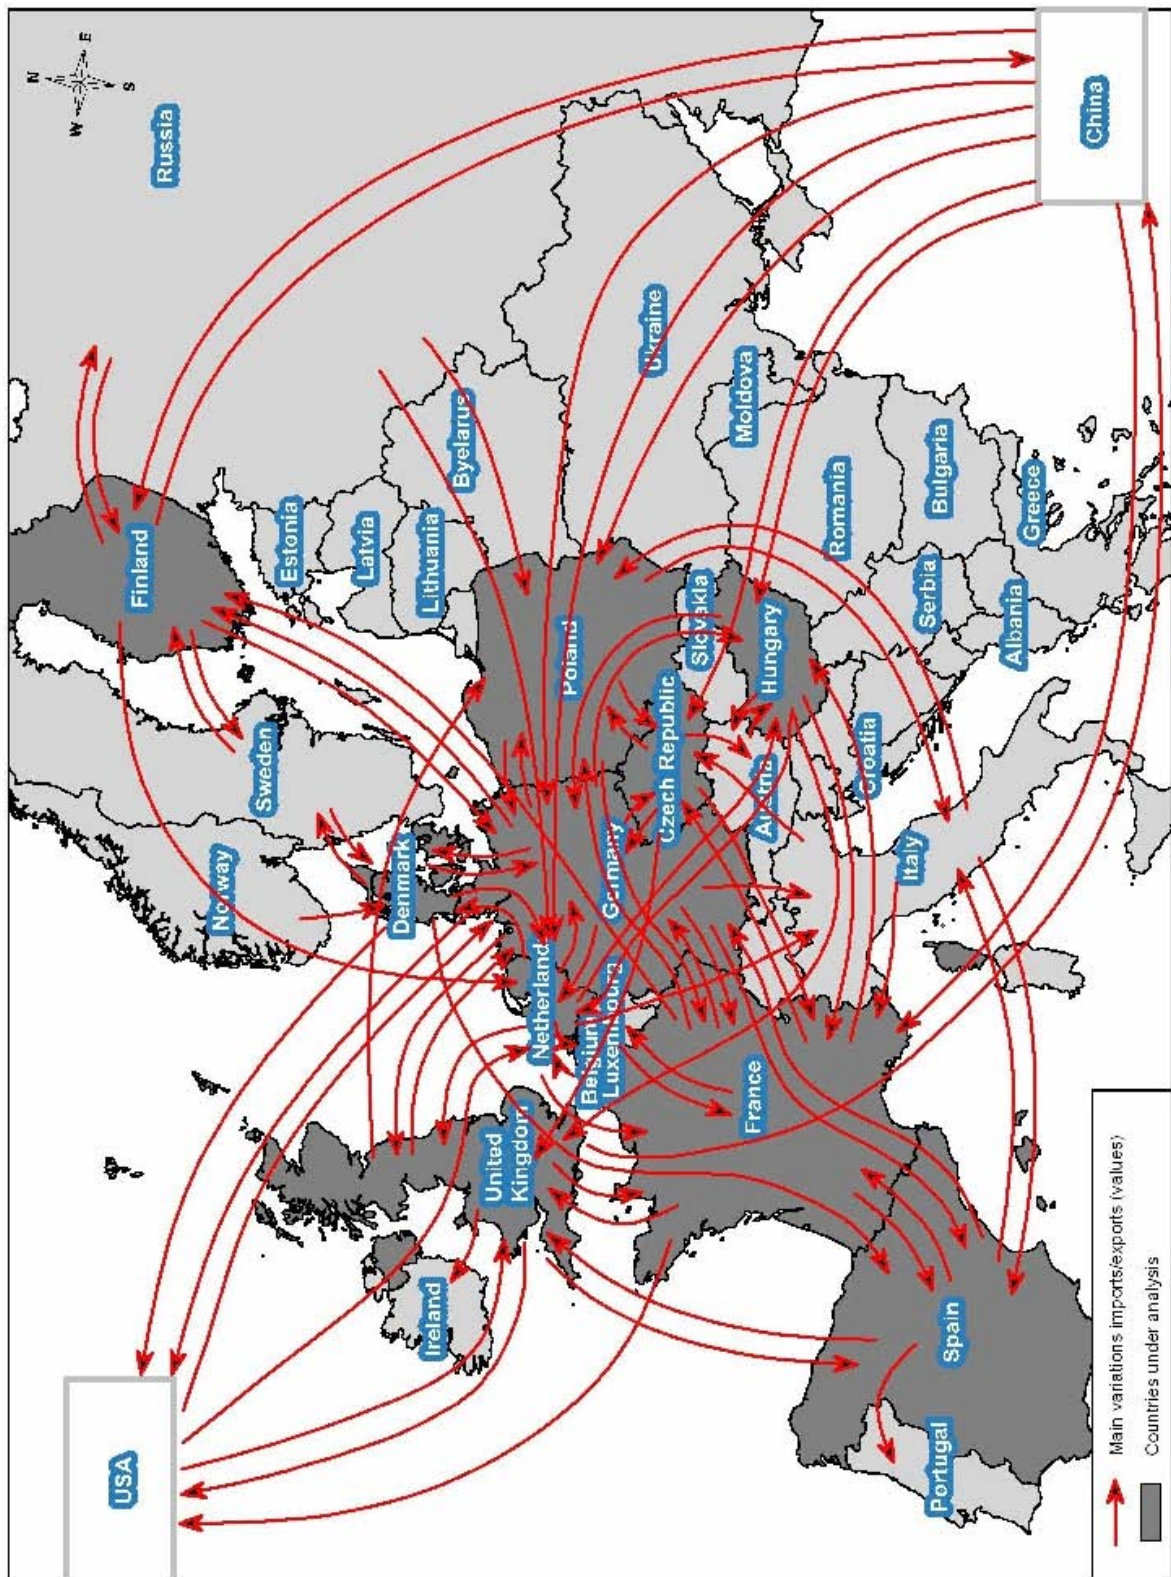 N
W
E
S
Russia
Finland
Norway
Sweden
Estonia
Latvia
Lithuania
Byelarus
USA
Denmark
Ireland
United
Kingdom
Netherland
Belgium
Luxembourg
Germany
Poland
Ukraine
Czech Republic
Slovakia
Moldova
France
Austria
Hungary
Romania
Portugal
Spain
Italy
Croatia
Serbia
Bulgaria
Albania
Greece
China
Main variations imports/exports (values)
Countries under analysis